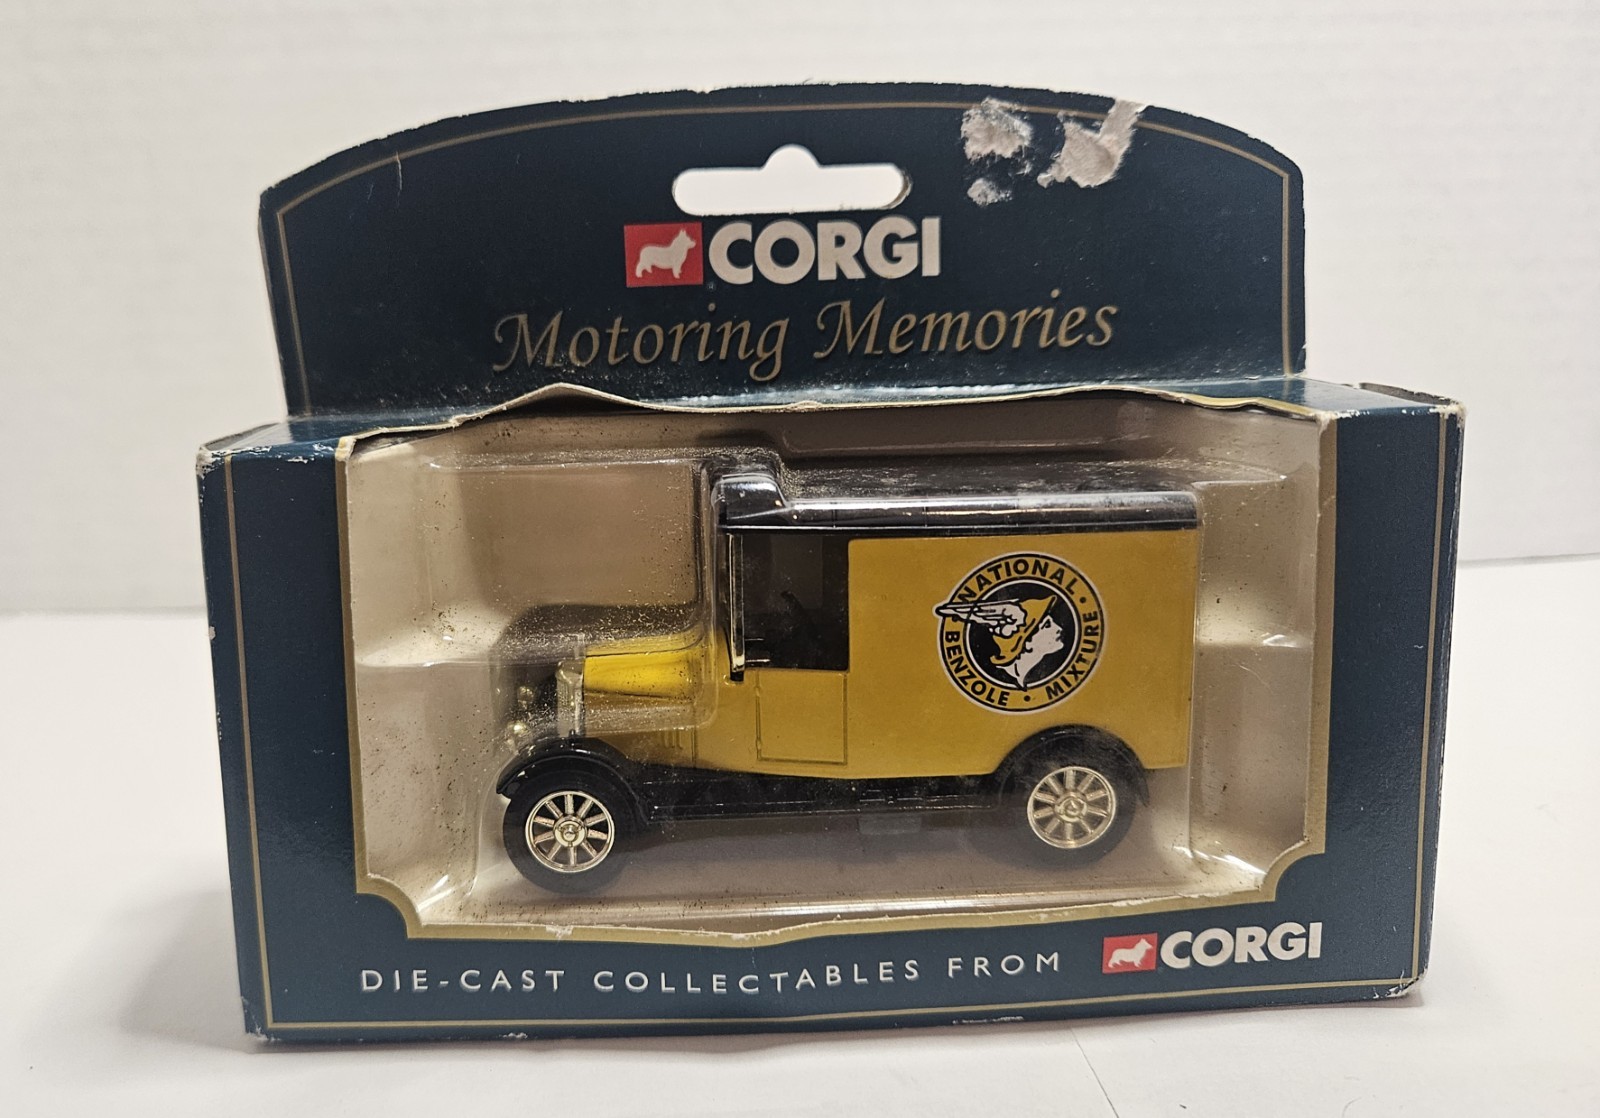 CORGI
Motoring Memories
NATIONAL
BENZOLE • MIXTURE
DIE-CAST COLLECTABLES FROM CORGI